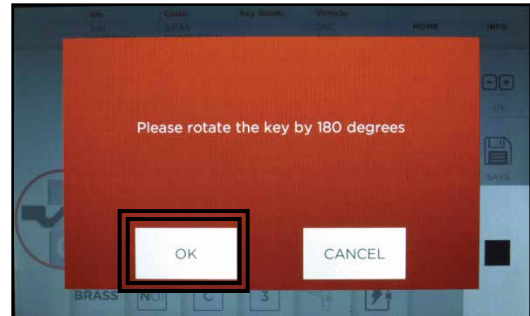 HOME INFO
Please rotate the key by 180 degrees
SAVE
OK CANCEL
BRASS C 3